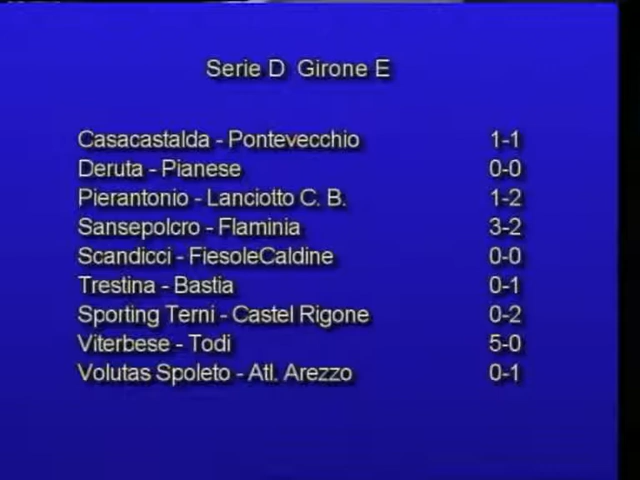 Serie D Girone E
Casacastalda - Pontevecchio 1-1
Deruta - Pianese 0-0
Pierantonio - Lanciotto C. B. 1-2
Sansepolcro - Flaminia 3-2
Scandicci - FiesoleCaldine 0-0
Trestina - Bastia 0-1
Sporting Terni - Castel Rigone 0-2
Viterbese - Todi 5-0
Volutas Spoleto - Atl. Arezzo 0-1